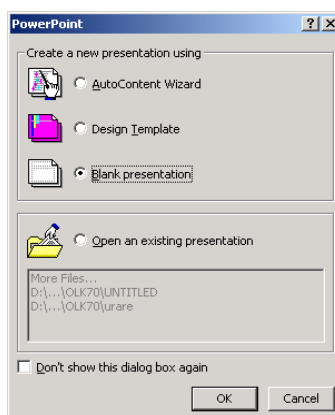 PowerPoint
Create a new presentation using
AutoContent Wizard
Design Template
Blank presentation
Open an existing presentation
More Files...
D:\...\OLK70\UNTITLED
D:\...\OLK70\urare
Don't show this dialog box again
OK Cancel